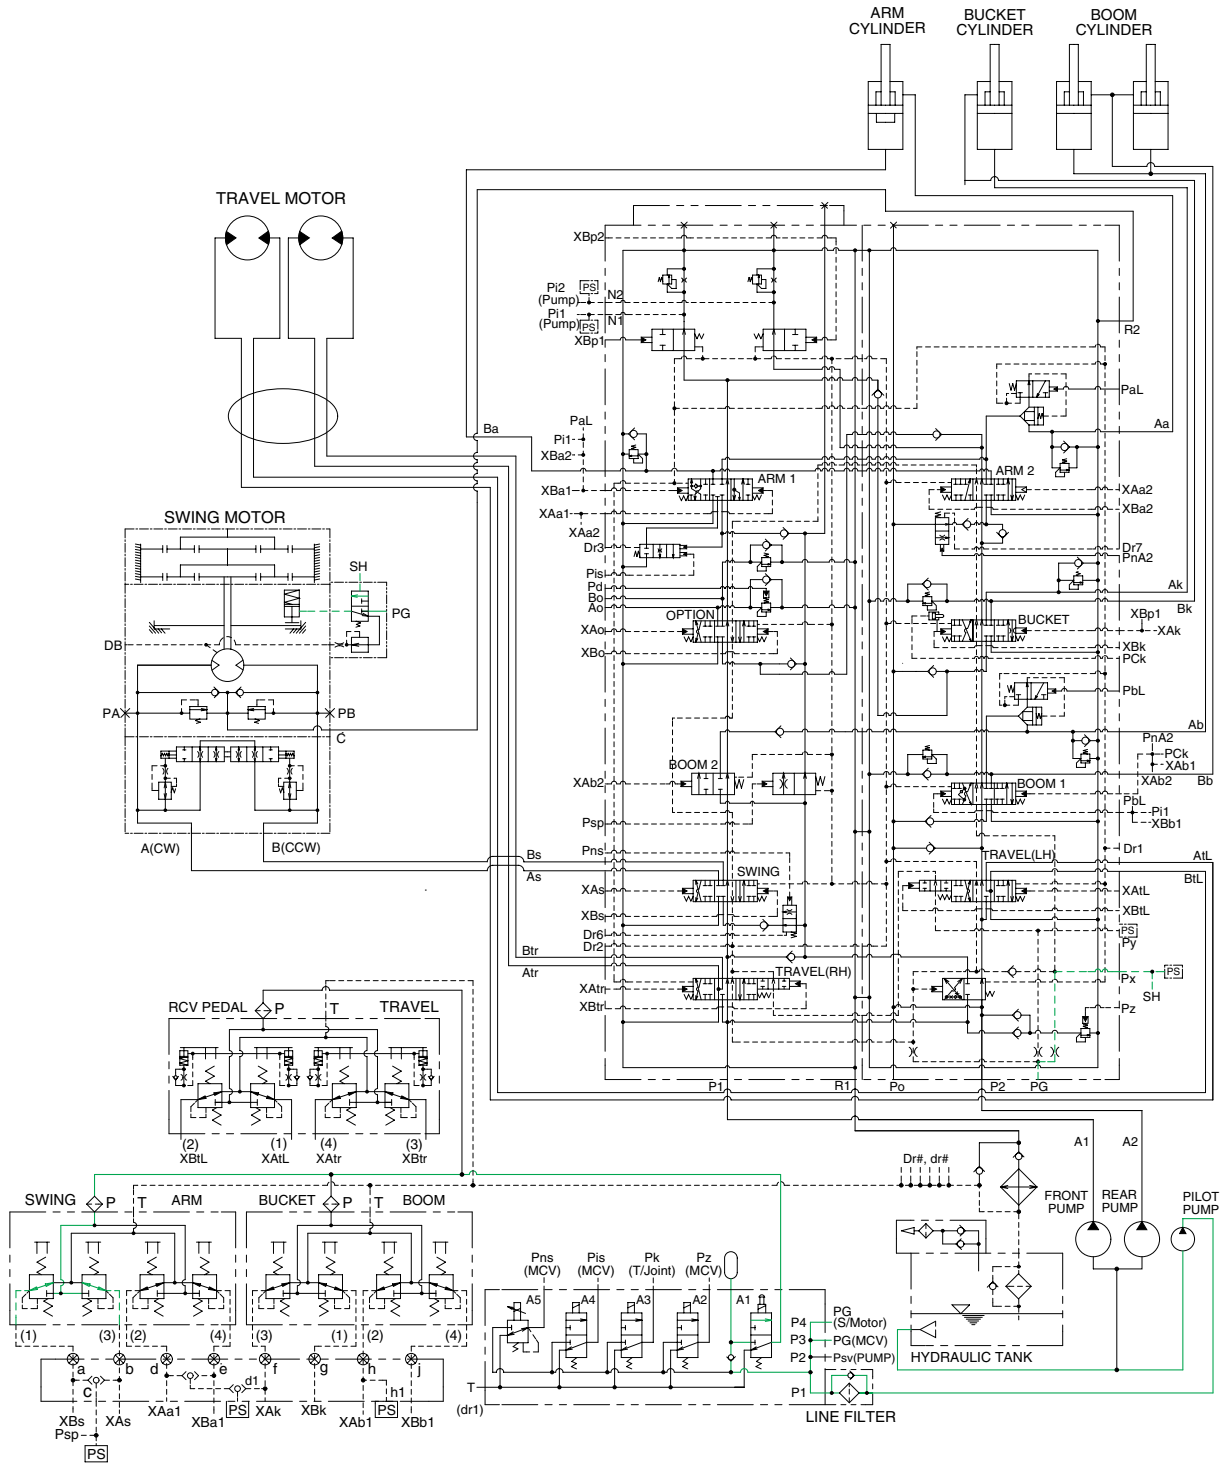 ARM
CYLINDER
BUCKET
CYLINDER
BOOM
CYLINDER
TRAVEL MOTOR
XBp2
Pi2
(Pump)
PS
N2
Pi1
(Pump)
PS
N1
XBp1
R2
PaL
Aa
PaL
Pi1
XBa2
Ba
XBa1
ARM 1
ARM 2
XAa1
XAa2
XAa2
XBa2
SWING MOTOR
SH
PG
DB
PA
PB
C
Dr3
Dr7
PnA2
Pis
Pd
Bo
Ao
Ak
Bk
OPTION
BUCKET
XBp1
XAk
XAo
XBo
XBk
PCk
PbL
Ab
PnA2
PCk
XAb1
XAb2
Bb
BOOM 2
XAb2
BOOM 1
PbL
Pi1
XBb1
Psp
A(CW)
B(CCW)
Pns
Bs
As
Dr1
AtL
BtL
TRAVEL(LH)
SWING
XAs
XBs
XAtL
XBtL
PS
Py
Dr6
Dr2
Btr
Atr
TRAVEL(RH)
XAtr
XBtr
Px
PS
SH
Pz
RCV PEDAL
P
T
TRAVEL
P1
R1
Po
P2
PG
(2)
XBtL
(1)
XAtL
(4)
XAtr
(3)
XBtr
A1
A2
Dr#, dr#
FRONT
PUMP
REAR
PUMP
PILOT
PUMP
SWING
P
T
ARM
BUCKET
P
T
BOOM
HYDRAULIC TANK
Pns
(MCV)
Pis
(MCV)
Pk
(T/Joint)
Pz
(MCV)
A5
A4
A3
A2
A1
P4
PG
(S/Motor)
P3
PG(MCV)
P2
Psv(PUMP)
P1
T
(dr1)
LINE FILTER
(1)
(3)
(2)
(4)
(3)
(1)
(2)
(4)
a
b
d
e
f
g
h
j
C
d1
h1
XBs
XAs
XAa1
XBa1
PS
XAk
XBk
XAb1
PS
XBb1
Psp
PS